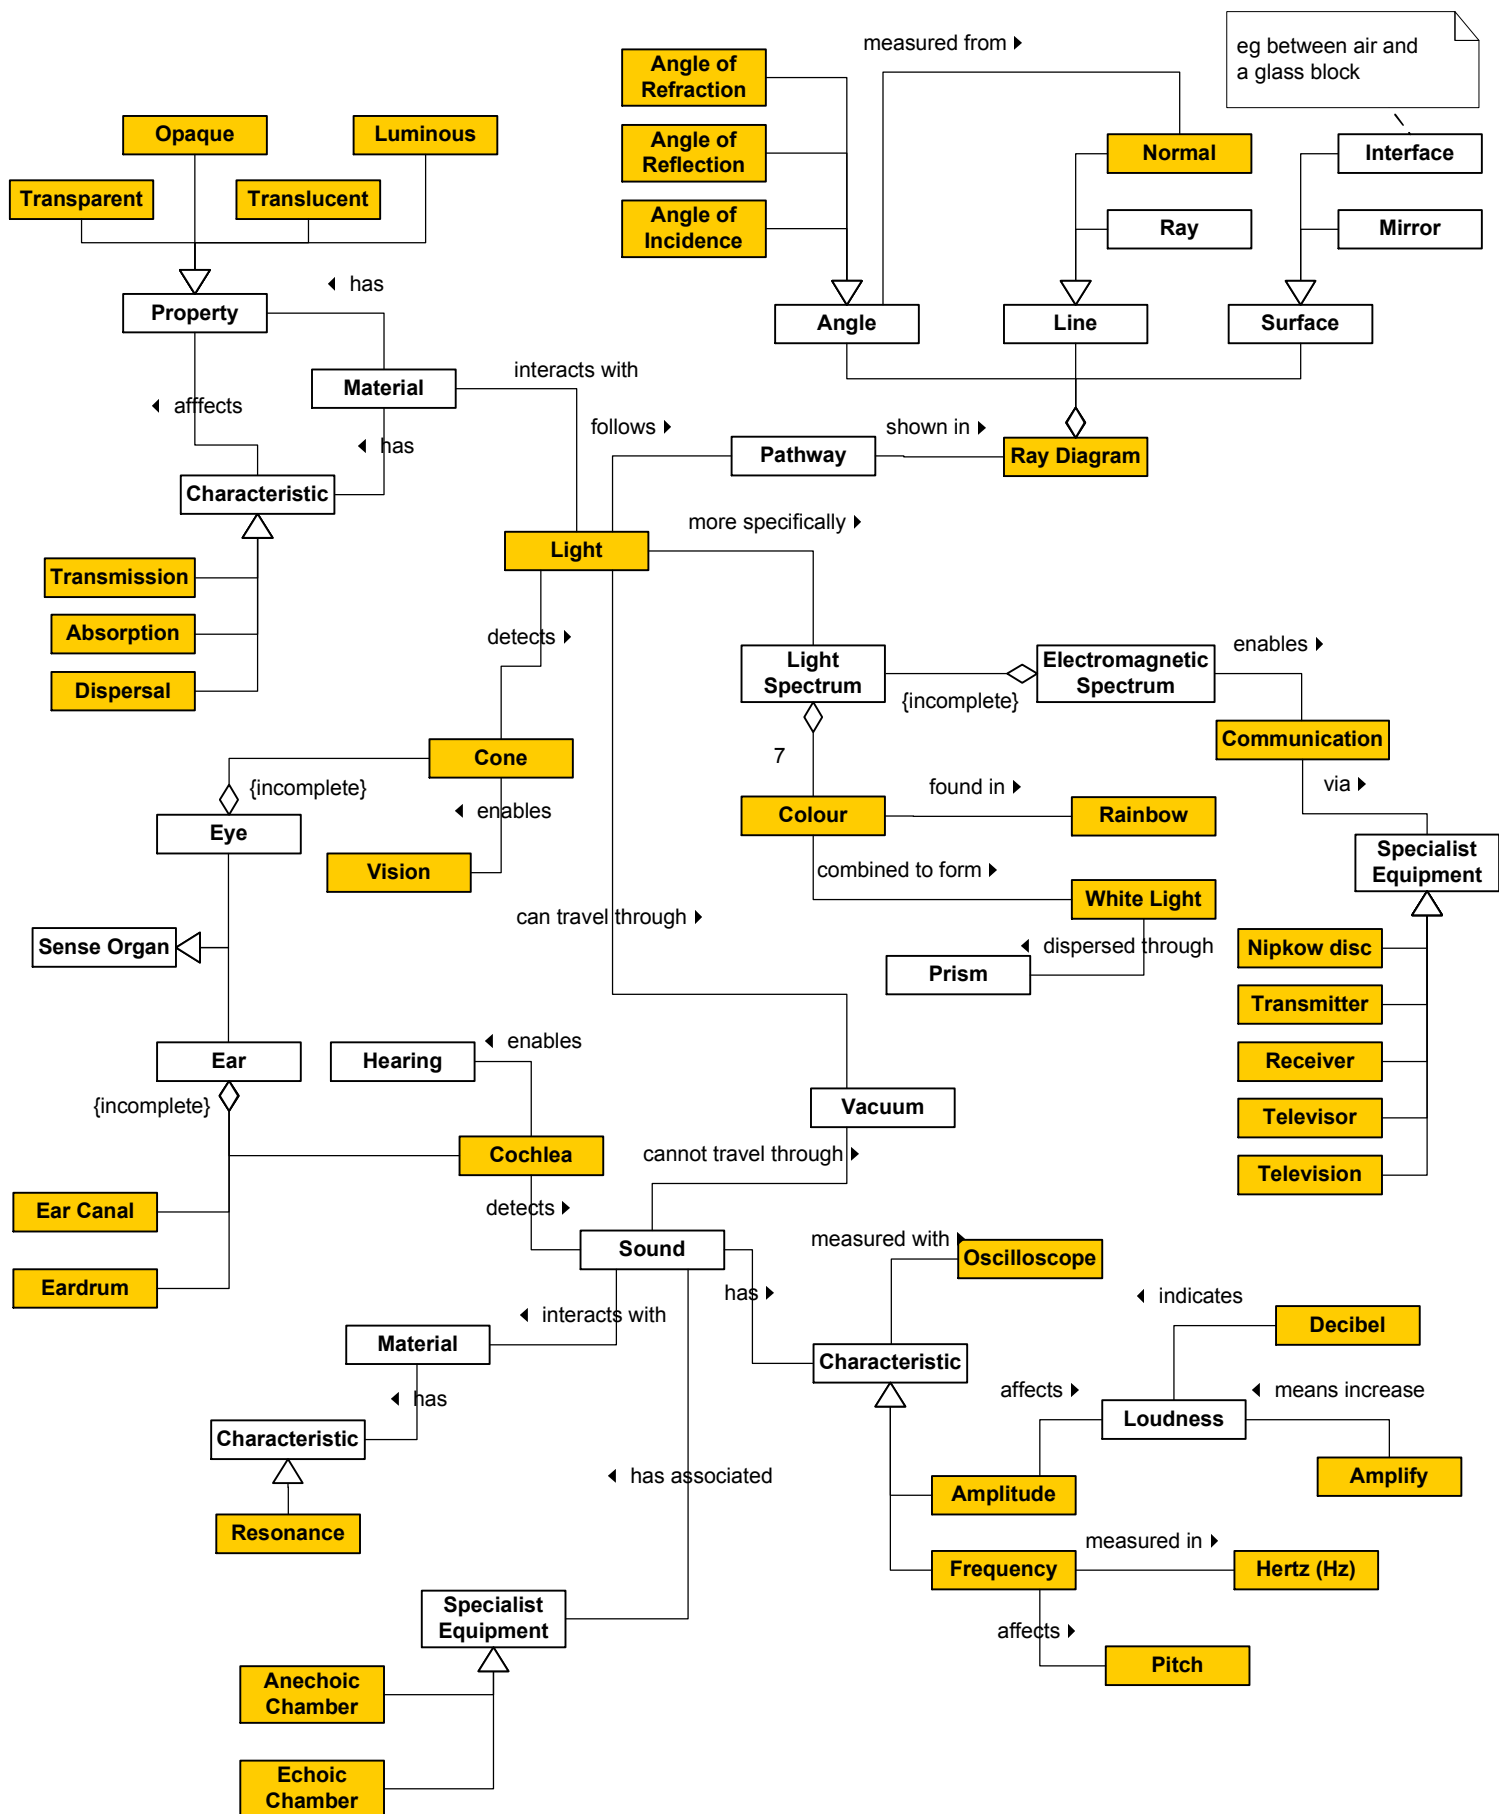 measured from
eg between air and
a glass block
Angle of
Refraction
Opaque
Luminous
Angle of
Reflection
Normal
Interface
Transparent
Translucent
Angle of
Incidence
Ray
Mirror
has
Property
Angle
Line
Surface
interacts with
Material
afffects
follows
shown in
has
Pathway
Ray Diagram
Characteristic
more specifically
Light
Transmission
Absorption
detects
Light
Spectrum
Electromagnetic
Spectrum
enables
Dispersal
{incomplete}
Communication
Cone
7
{incomplete}
found in
via
enables
Colour
Rainbow
Eye
Specialist
Equipment
Vision
combined to form
White Light
can travel through
Sense Organ
dispersed through
Nipkow disc
Prism
Transmitter
enables
Ear
Hearing
Receiver
{incomplete}
Vacuum
Televisor
Cochlea
cannot travel through
Television
Ear Canal
detects
measured with
Sound
Oscilloscope
Eardrum
has
indicates
interacts with
Decibel
Material
Characteristic
has
affects
means increase
Loudness
Characteristic
has associated
Amplify
Amplitude
Resonance
measured in
Frequency
Hertz (Hz)
Specialist
Equipment
affects
Pitch
Anechoic
Chamber
Echoic
Chamber